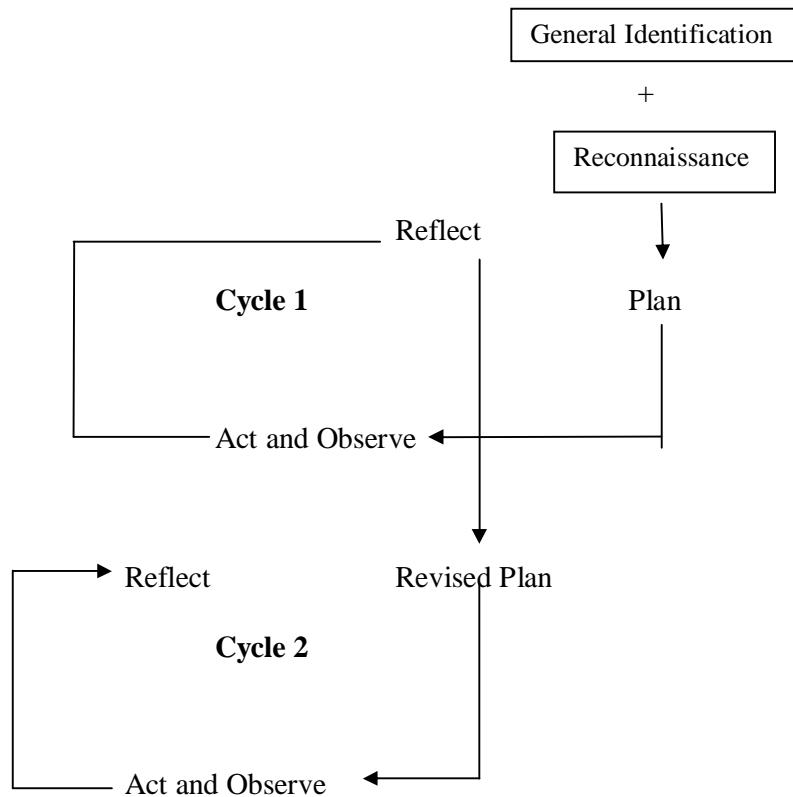 General Identification
+
Reconnaissance
Reflect
Cycle 1
Plan
Act and Observe
Reflect
Revised Plan
Cycle 2
Act and Observe